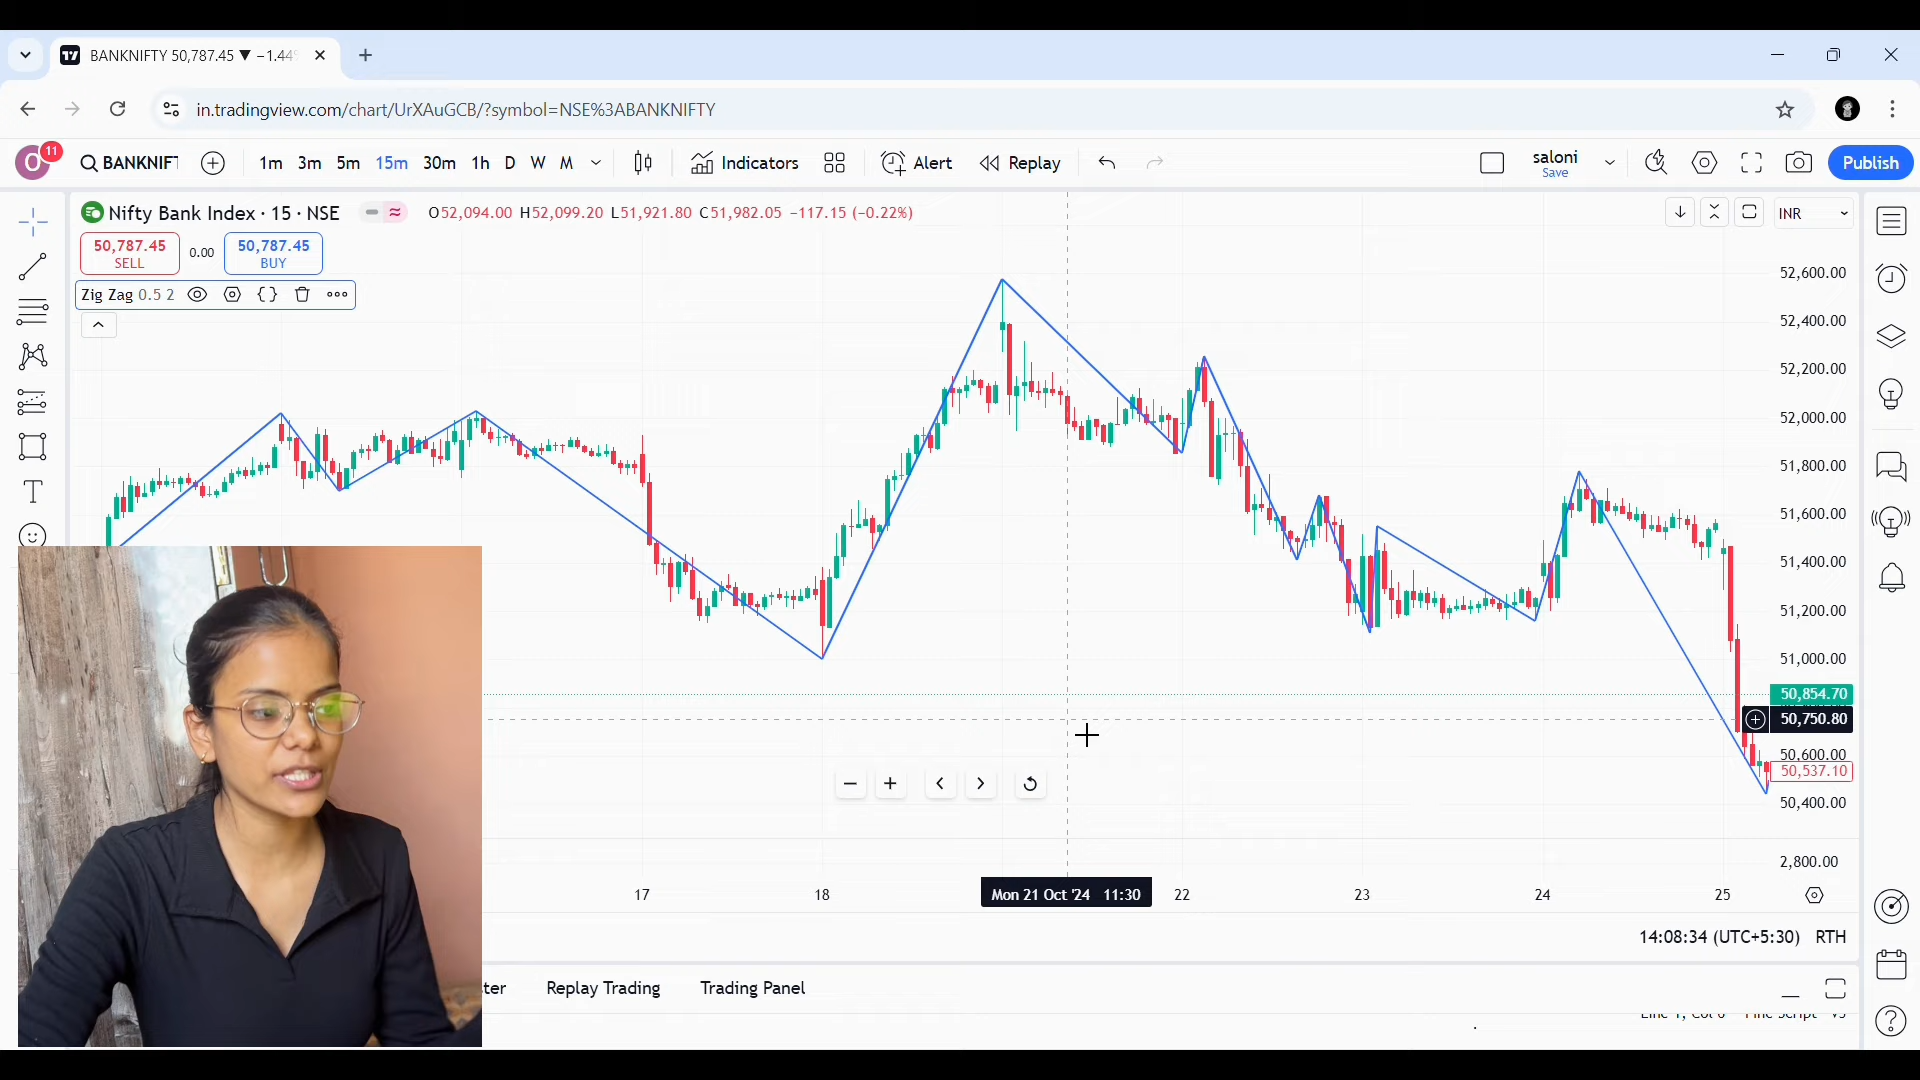 BANKNIFTY 50,787.45 ▼ −1.44%
in.tradingview.com/chart/UrXAuGCB/?symbol=NSE%3ABANKNIFTY
O 11 BANKNIFT 1m 3m 5m 15m 30m 1h D W M Indicators Alert Replay saloni Save Publish
Nifty Bank Index · 15 · NSE O52,094.00 H52,099.20 L51,921.80 C51,982.05 −117.15 (−0.22%) INR
50,787.45 SELL 0.00 50,787.45 BUY
Zig Zag 0.5 2
52,600.00
52,400.00
52,200.00
52,000.00
51,800.00
51,600.00
51,400.00
51,200.00
51,000.00
50,854.70
50,750.80
50,600.00
50,537.10
50,400.00
2,800.00
17 18 Mon 21 Oct '24 11:30 22 23 24 25
14:08:34 (UTC+5:30) RTH
ster Replay Trading Trading Panel